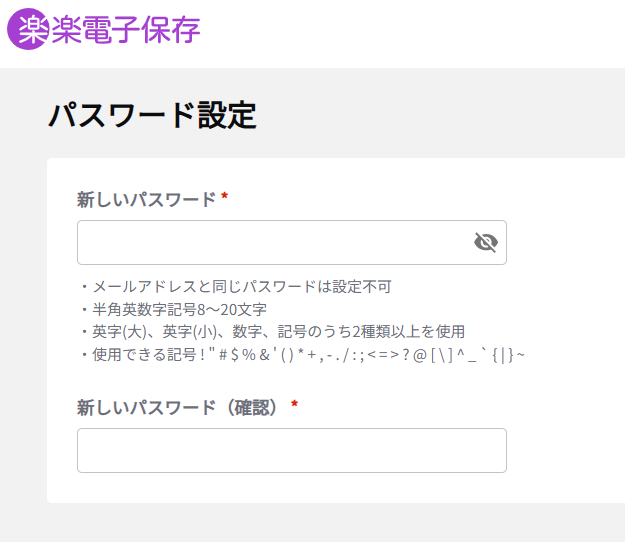 楽楽電子保存
パスワード設定
新しいパスワード *
・メールアドレスと同じパスワードは設定不可
・半角英数字記号8〜20文字
・英字(大)、英字(小)、数字、記号のうち2種類以上を使用
・使用できる記号 ! " # $ % & ' ( ) * + , - . / : ; < = > ? @ [ \ ] ^ _ ` { | } ~
新しいパスワード（確認） *